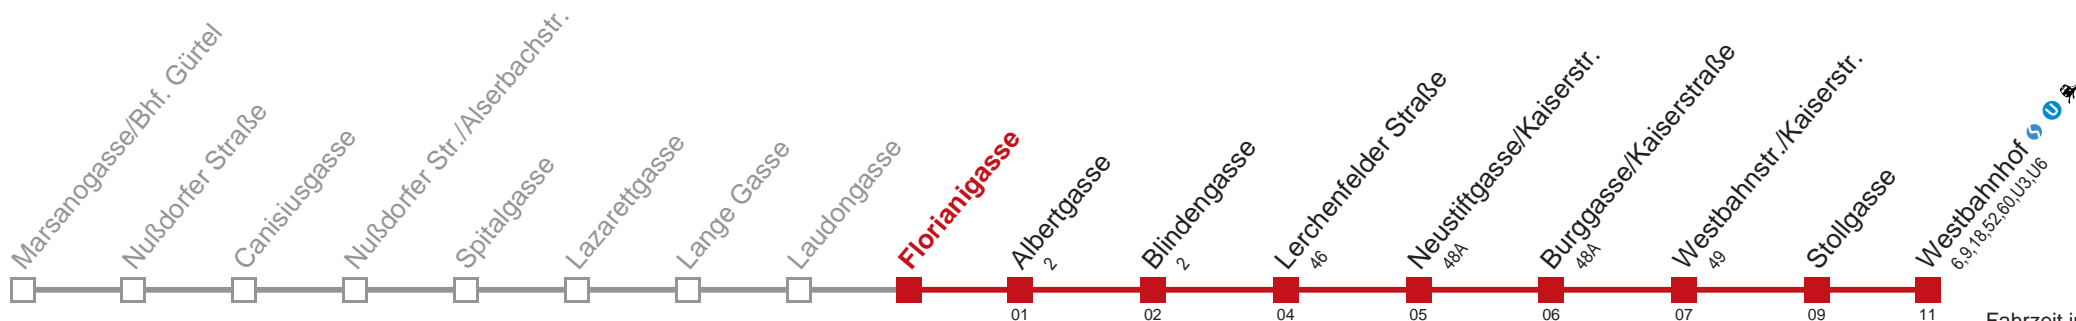 Marsanogasse/Bhf. Gürtel
Nußdorfer Straße
Canisiusgasse
Nußdorfer Str./Alserbachstr.
Spitalgasse
Lazarettgasse
Lange Gasse
Laudongasse
Florianigasse
Albertgasse
2
Blindengasse
2
Lerchenfelder Straße
46
Neustiftgasse/Kaiserstr.
48A
Burggasse/Kaiserstraße
48A
Westbahnstr./Kaiserstr.
49
Stollgasse
Westbahnhof
U
6,9,18,52,60,U3,U6
01
02
04
05
06
07
09
11
Fahrzeit